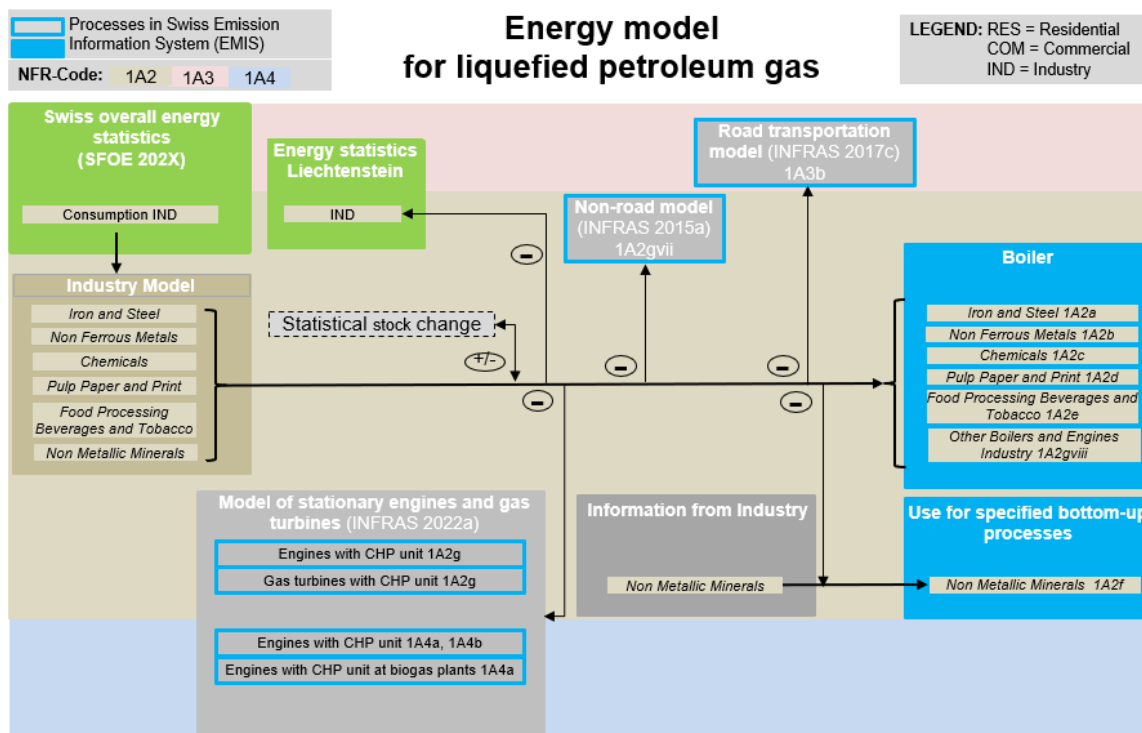 Processes in Swiss Emission
Information System (EMIS)
NFR-Code: 1A2 1A3 1A4
Energy model
for liquefied petroleum gas
LEGEND: RES = Residential
COM = Commercial
IND = Industry
Swiss overall energy
statistics
(SFOE 202X)
Consumption IND
Energy statistics
Liechtenstein
IND
Road transportation
model (INFRAS 2017c)
1A3b
Non-road model
(INFRAS 2015a)
1A2gvii
Industry Model
Iron and Steel
Non Ferrous Metals
Chemicals
Pulp Paper and Print
Food Processing
Beverages and Tobacco
Non Metallic Minerals
Statistical stock change
+/-
-
-
-
-
-
Boiler
Iron and Steel 1A2a
Non Ferrous Metals 1A2b
Chemicals 1A2c
Pulp Paper and Print 1A2d
Food Processing Beverages and
Tobacco 1A2e
Other Boilers and Engines
Industry 1A2gviii
Model of stationary engines and gas
turbines (INFRAS 2022a)
Engines with CHP unit 1A2g
Gas turbines with CHP unit 1A2g
Engines with CHP unit 1A4a, 1A4b
Engines with CHP unit at biogas plants 1A4a
Information from Industry
Non Metallic Minerals
Use for specified bottom-up
processes
Non Metallic Minerals 1A2f